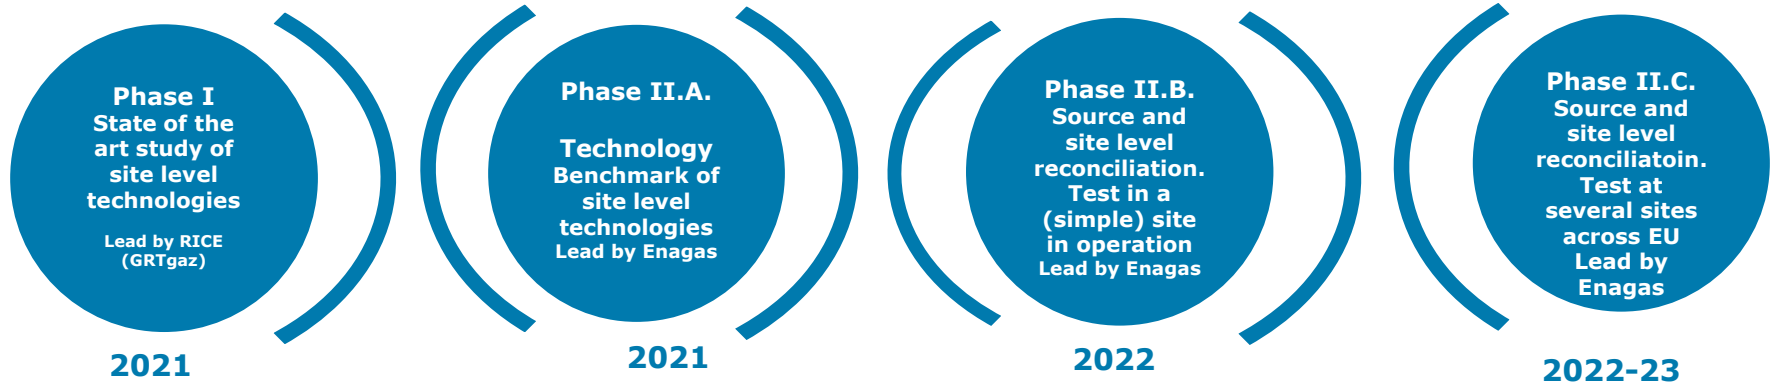 Phase I
State of the
art study of
site level
technologies
Lead by RICE
(GRTgaz)
2021
Phase II.A.
Technology
Benchmark of
site level
technologies
Lead by Enagas
2021
Phase II.B.
Source and
site level
reconciliation.
Test in a
(simple) site
in operation
Lead by Enagas
2022
Phase II.C.
Source and
site level
reconciliatoin.
Test at
several sites
across EU
Lead by
Enagas
2022-23